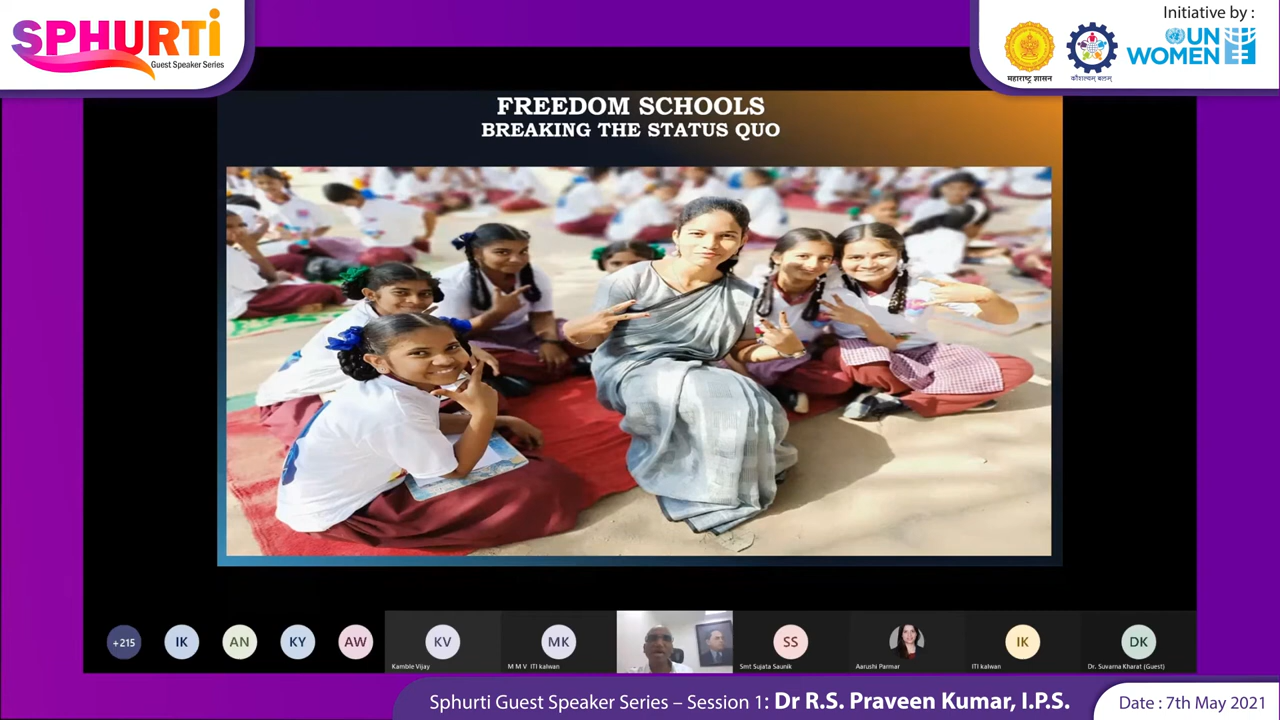 SPHURTI
Guest Speaker Series
Initiative by :
महाराष्ट्र शासन
कौशल्यम् बलम्
UN
WOMEN
FREEDOM SCHOOLS
BREAKING THE STATUS QUO
+215
IK
AN
KY
AW
KV
Kamble Vijay
MK
M M V ITI kalwan
SS
Smt Sujata Saunik
Aarushi Parmar
IK
ITI kalwan
DK
Dr. Suvarna Kharat (Guest)
Sphurti Guest Speaker Series – Session 1: Dr R.S. Praveen Kumar, I.P.S.
Date : 7th May 2021